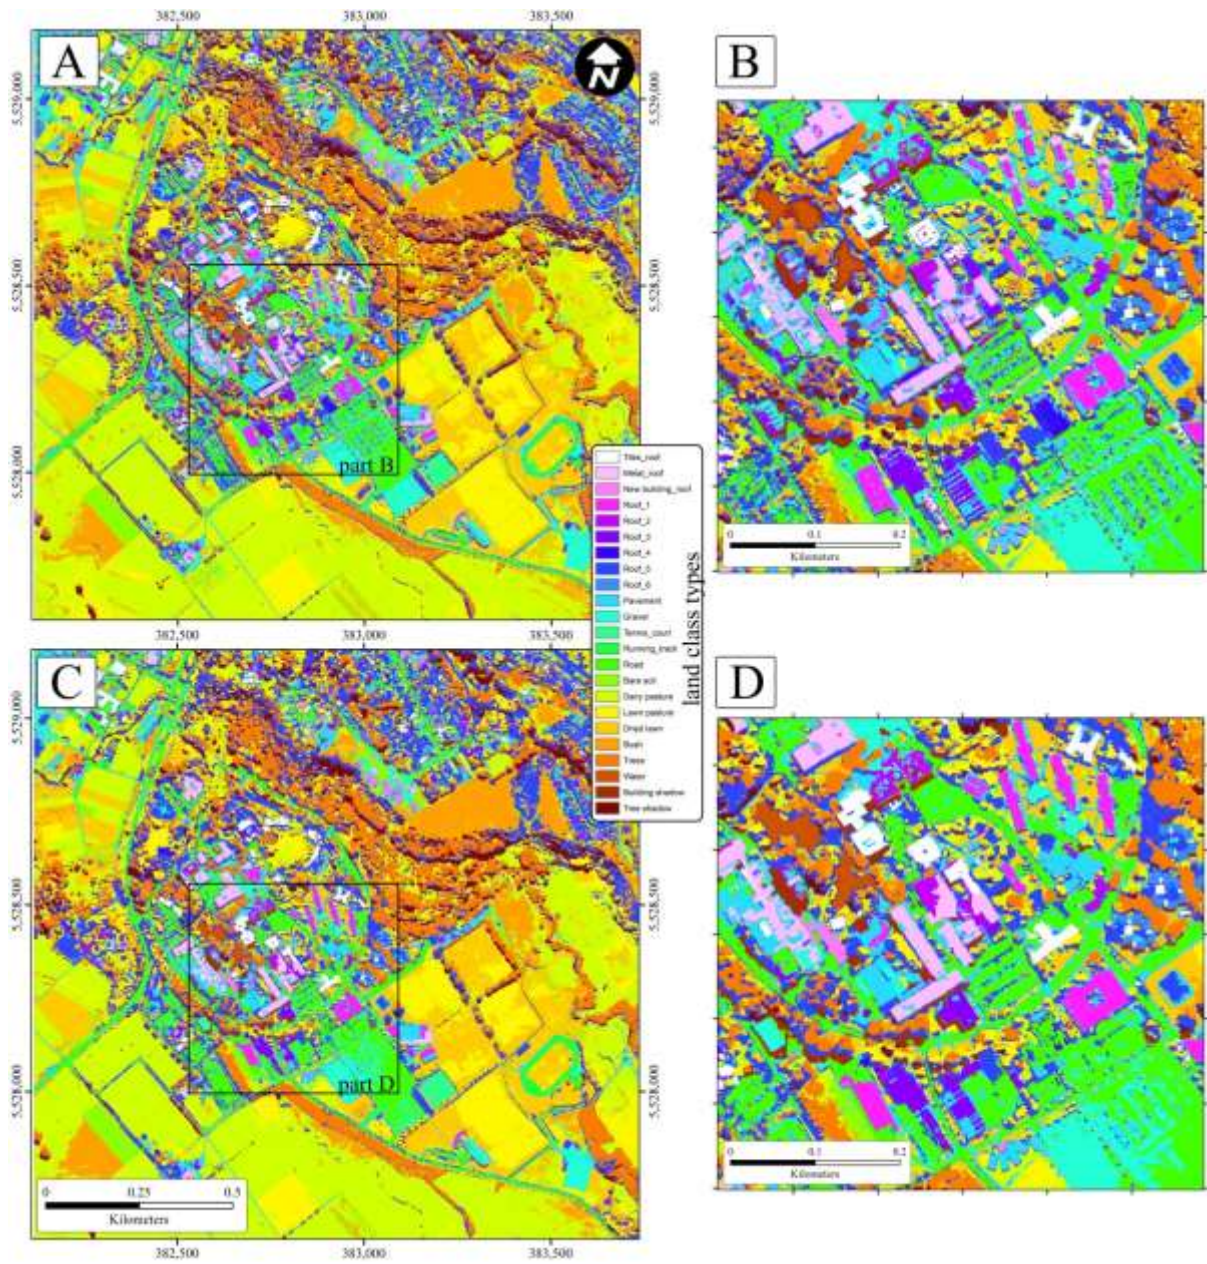 382,500 383,000 383,500
A
N
B
5,529,000
5,529,000
5,528,500
5,528,500
5,528,000
5,528,000
part B
0 0.1 0.2
Kilometers
382,500 383,000 383,500
Tiles_roof
Metal_roof
New building_roof
Roof_1
Roof_2
Roof_3
Roof_4
Roof_5
Roof_6
Pavement
Gravel
Tennis_court
Running_track
Road
Bare soil
Dairy pasture
Lawn pasture
Dried lawn
Bush
Trees
Water
Building shadow
Tree shadow
land class types
C
D
5,529,000
5,529,000
5,528,500
5,528,500
5,528,000
5,528,000
part D
0 0.25 0.5
Kilometers
0 0.1 0.2
Kilometers
382,500 383,000 383,500